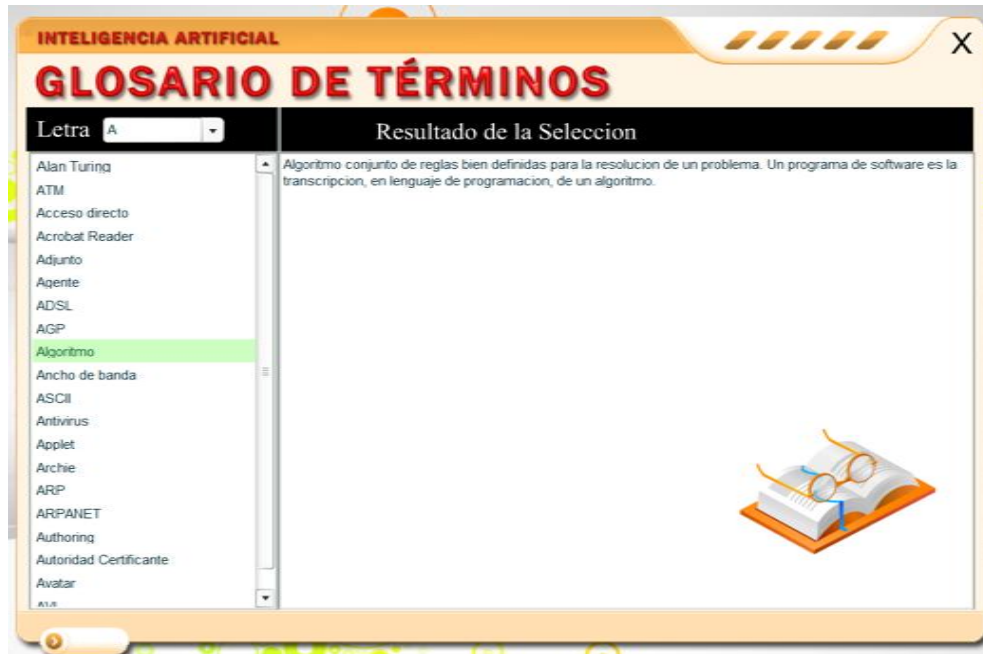 INTELIGENCIA ARTIFICIAL
X
GLOSARIO DE TÉRMINOS
Letra A
Resultado de la Seleccion
Alan Turing
ATM
Acceso directo
Acrobat Reader
Adjunto
Agente
ADSL
AGP
Algoritmo
Ancho de banda
ASCII
Antivirus
Applet
Archie
ARP
ARPANET
Authoring
Autoridad Certificante
Avatar
Algoritmo conjunto de reglas bien definidas para la resolucion de un problema. Un programa de software es la
transcripcion, en lenguaje de programacion, de un algoritmo.